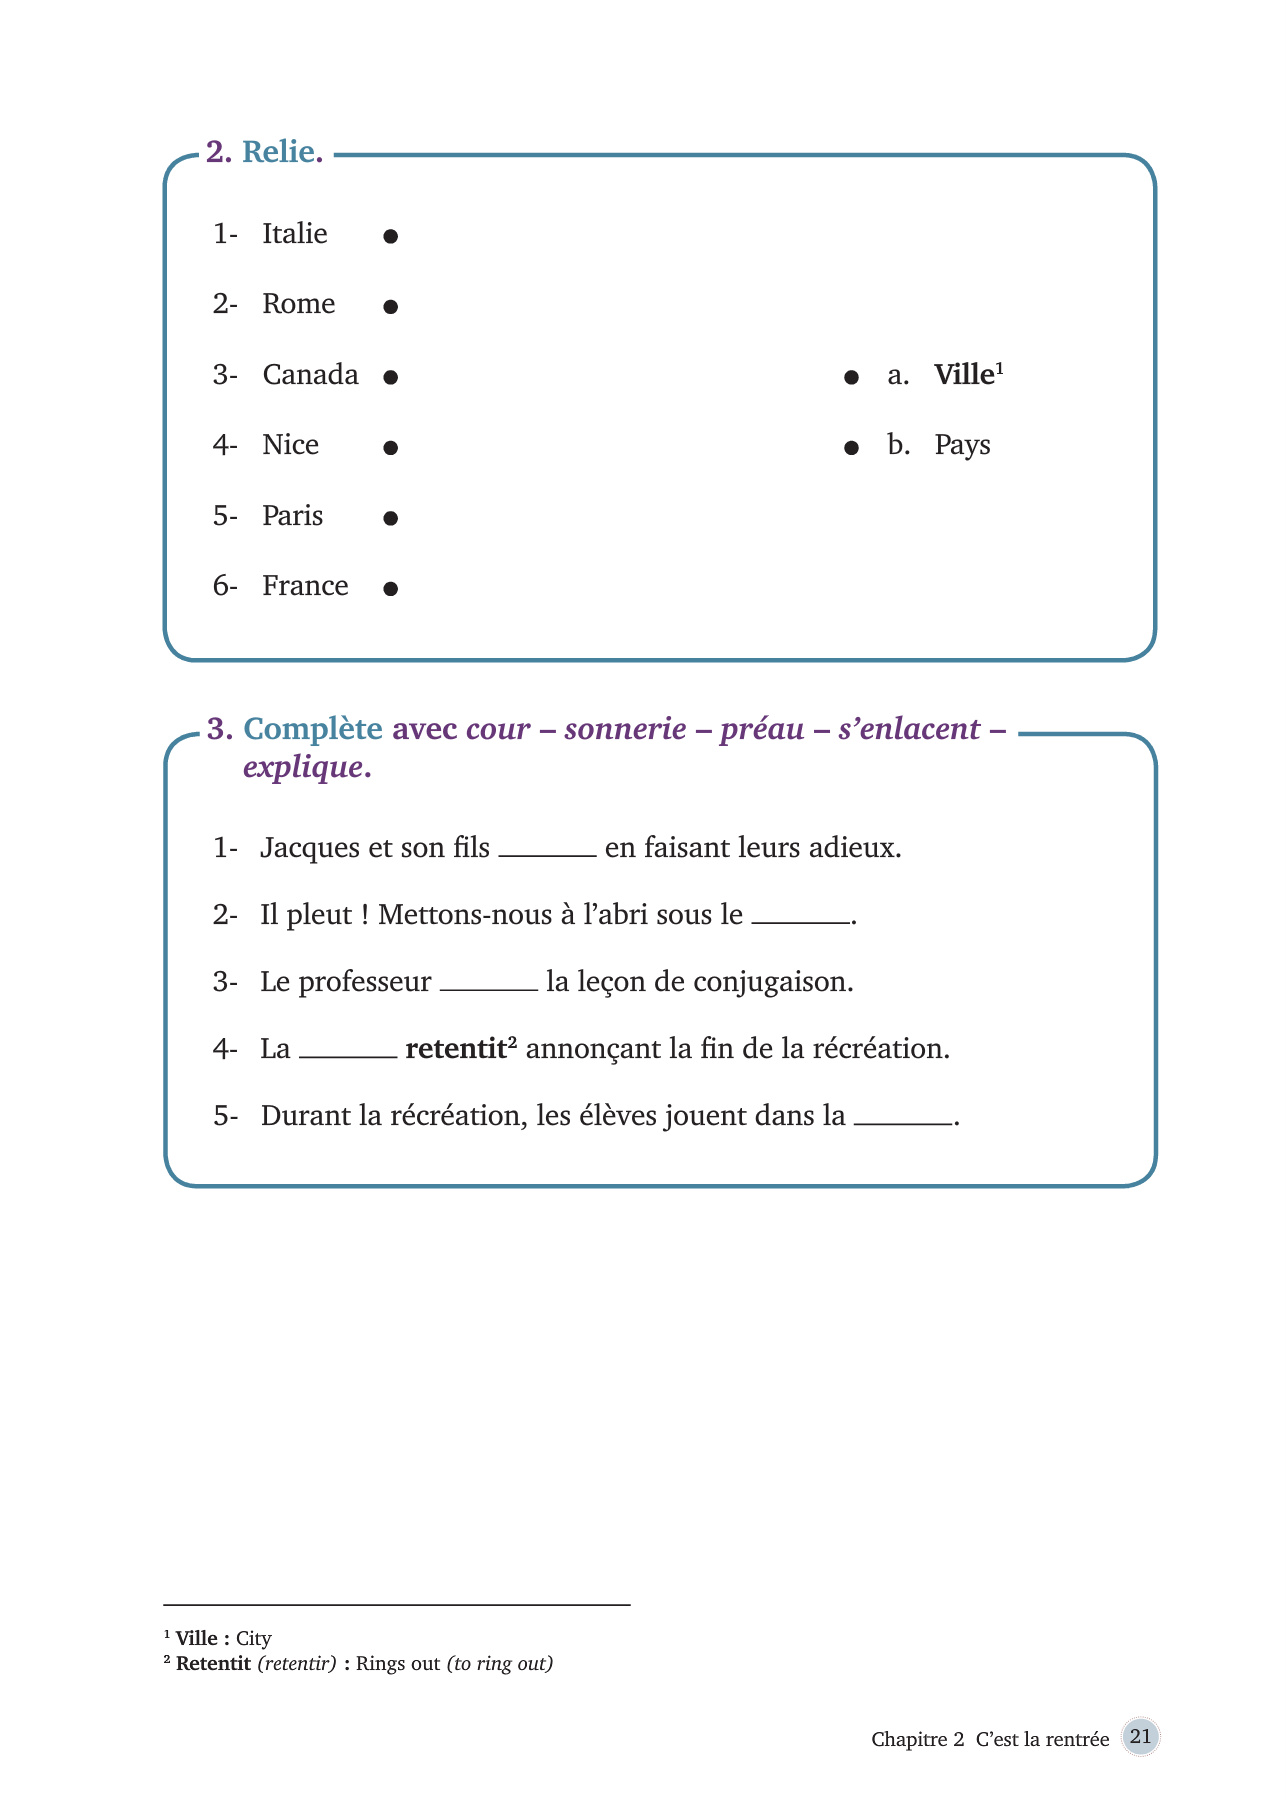 2. Relie.
1- Italie ●
2- Rome ●
3- Canada ● ● a. Ville¹
4- Nice ● ● b. Pays
5- Paris ●
6- France ●
3. Complète avec cour – sonnerie – préau – s’enlacent –
explique.
1- Jacques et son fils _______ en faisant leurs adieux.
2- Il pleut ! Mettons-nous à l’abri sous le _______.
3- Le professeur _______ la leçon de conjugaison.
4- La _______ retentit² annonçant la fin de la récréation.
5- Durant la récréation, les élèves jouent dans la _______.
¹ Ville : City
² Retentit (retentir) : Rings out (to ring out)
Chapitre 2 C’est la rentrée 21